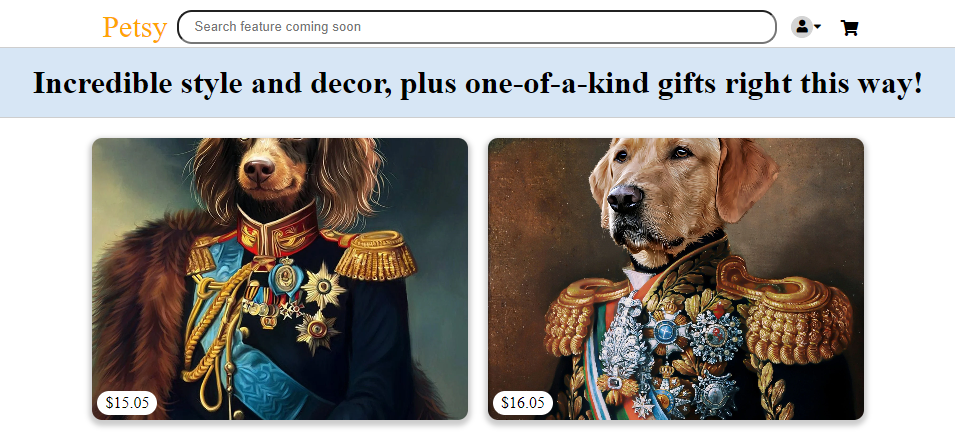 Petsy
Search feature coming soon
Incredible style and decor, plus one-of-a-kind gifts right this way!
$15.05
$16.05